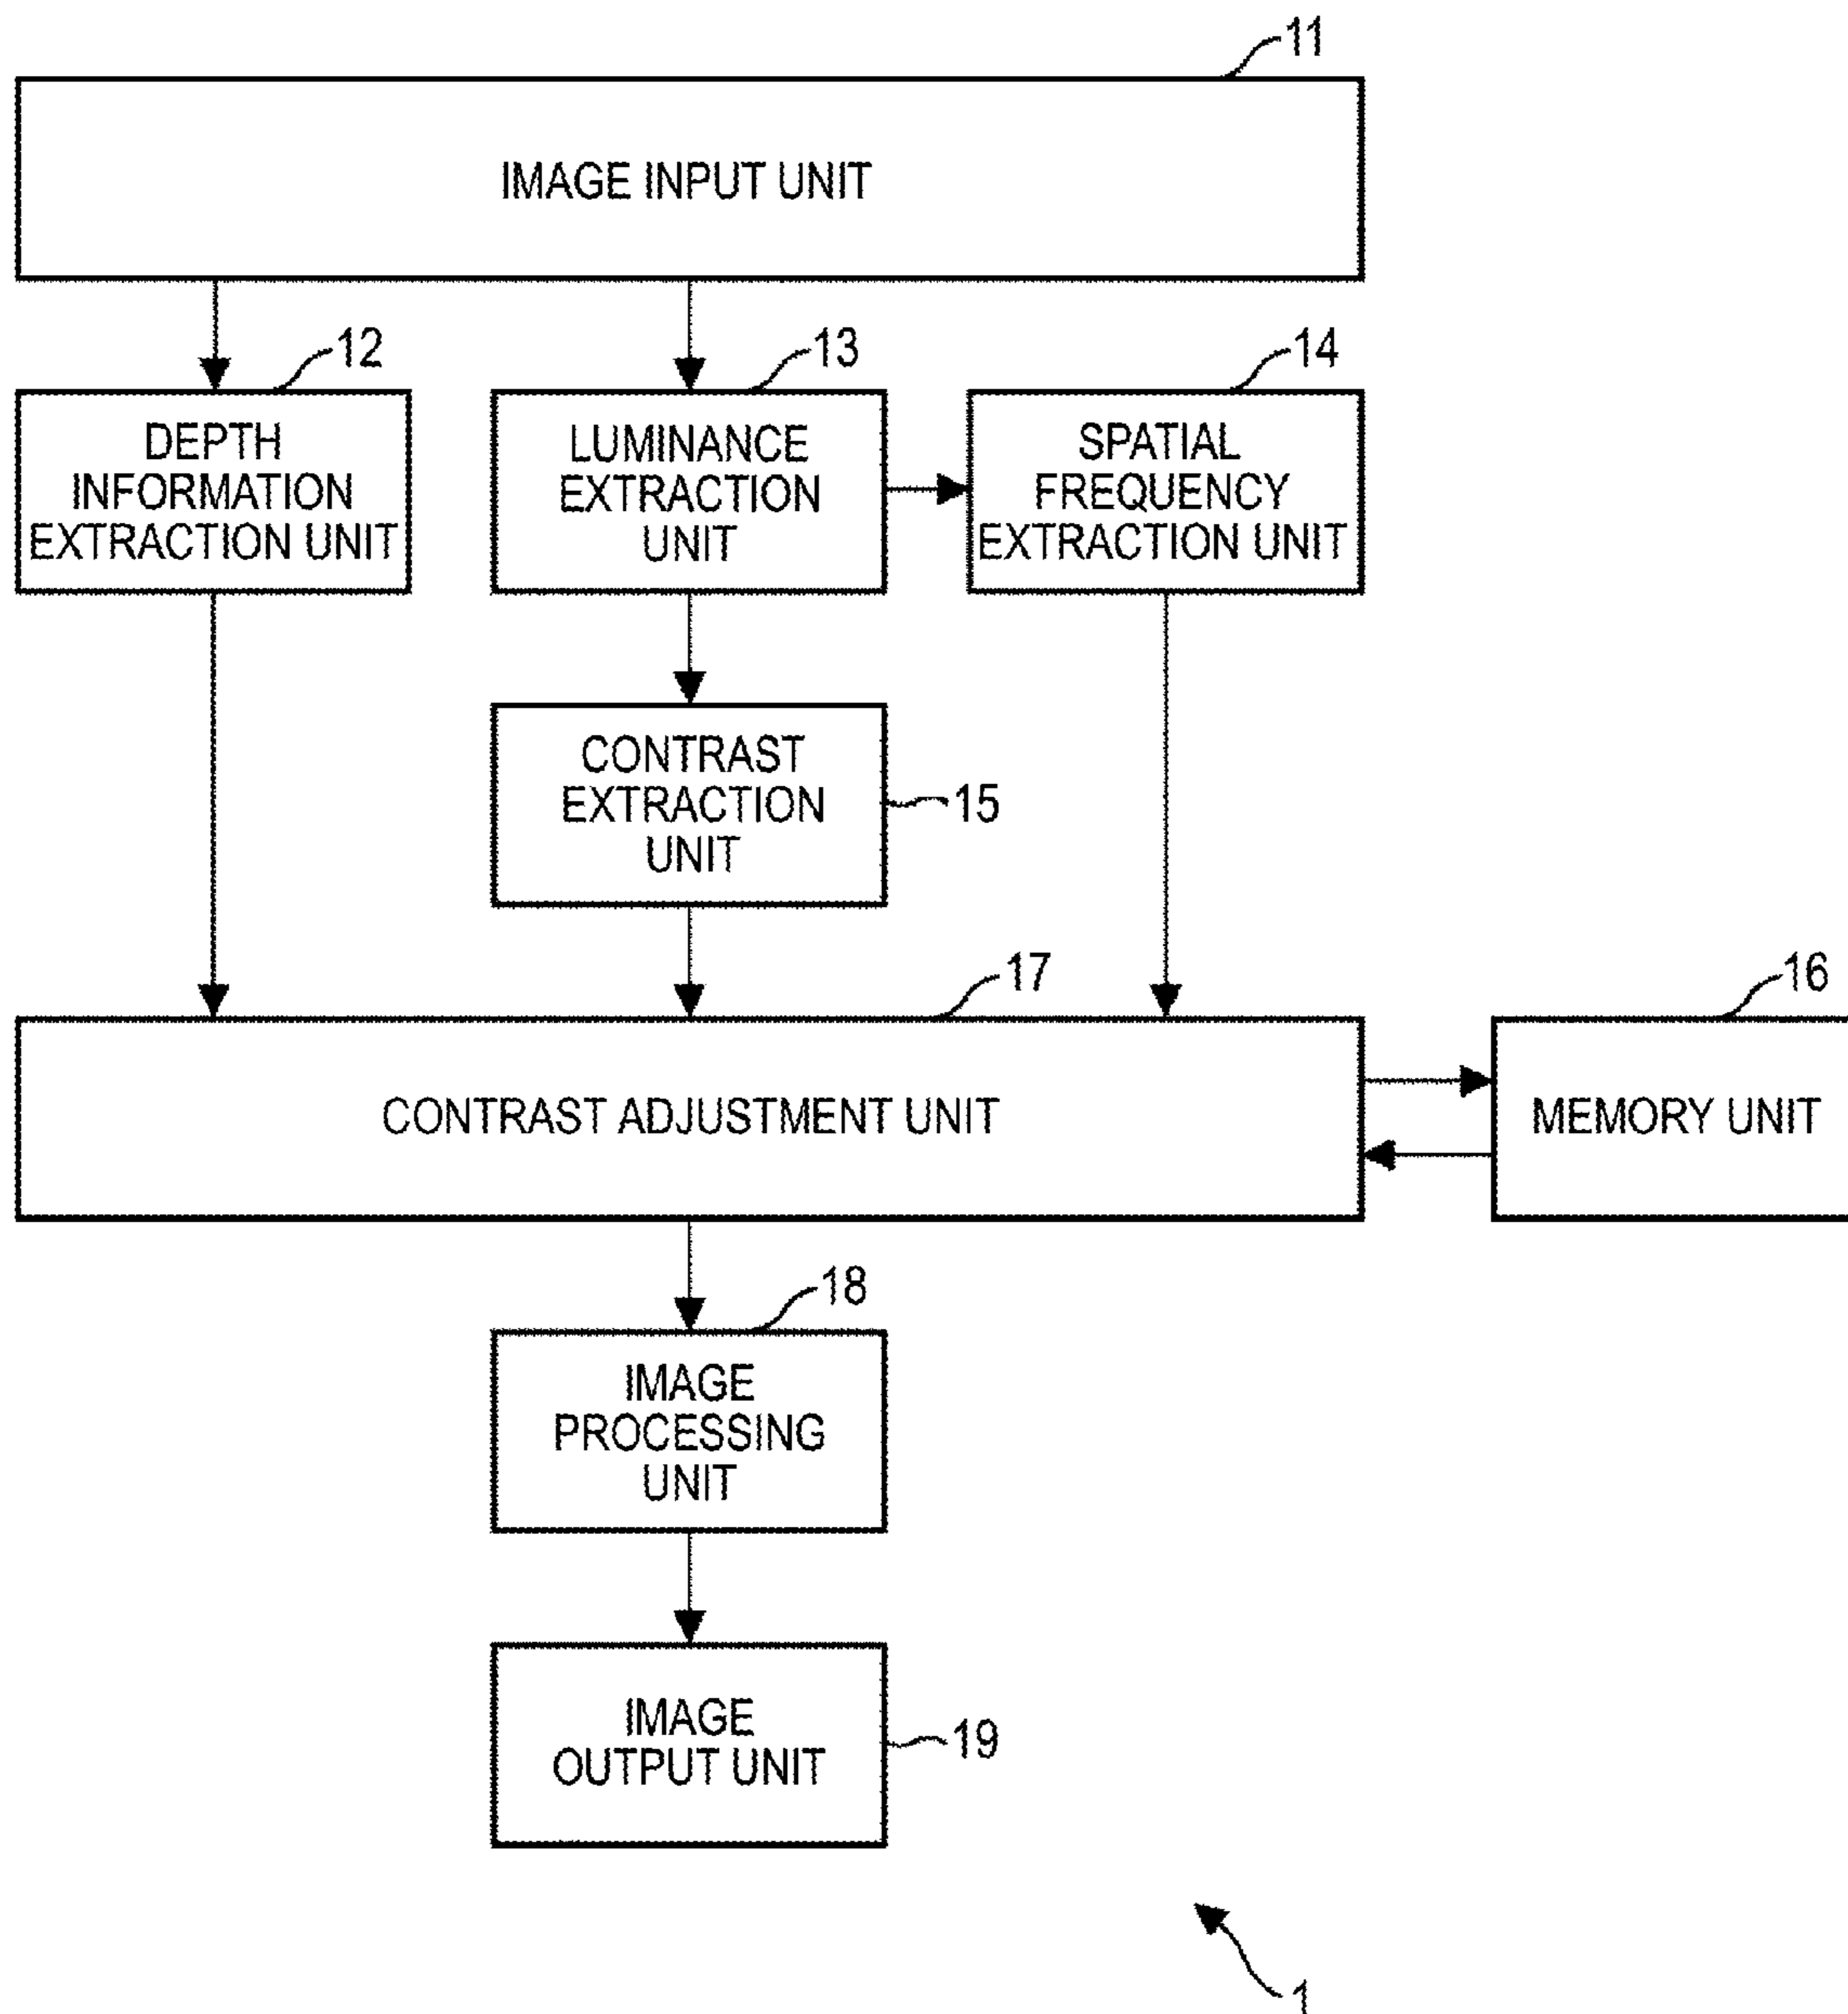 11
IMAGE INPUT UNIT
12
13
14
DEPTH
INFORMATION
EXTRACTION UNIT
LUMINANCE
EXTRACTION
UNIT
SPATIAL
FREQUENCY
EXTRACTION UNIT
CONTRAST
EXTRACTION
UNIT
15
17
16
CONTRAST ADJUSTMENT UNIT
MEMORY UNIT
18
IMAGE
PROCESSING
UNIT
IMAGE
OUTPUT UNIT
19
1